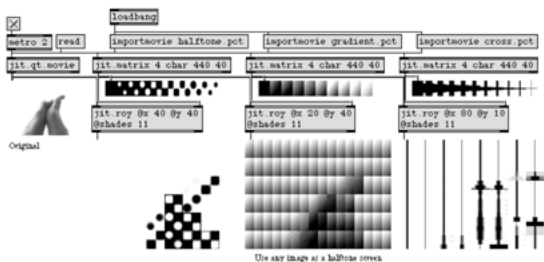 loadbang
metro 2
read
importmovie halftone.pct
importmovie gradient.pct
importmovie cross.pct
jit.qt.movie
jit.matrix 4 char 440 40
jit.matrix 4 char 440 40
jit.matrix 4 char 440 40
jit.roy @x 40 @y 40
@shades 11
jit.roy @x 20 @y 40
@shades 11
jit.roy @x 80 @y 10
@shades 11
Original
Use any image as a halftone screen